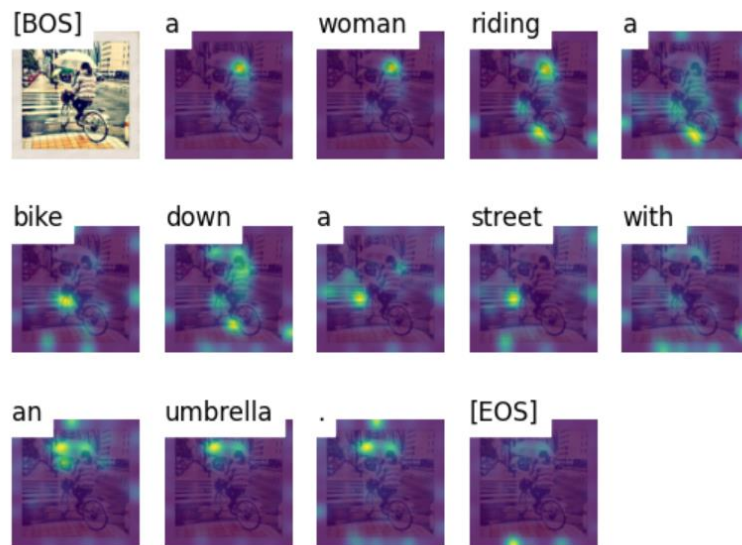 [BOS] a woman riding a
bike down a street with
an umbrella . [EOS]